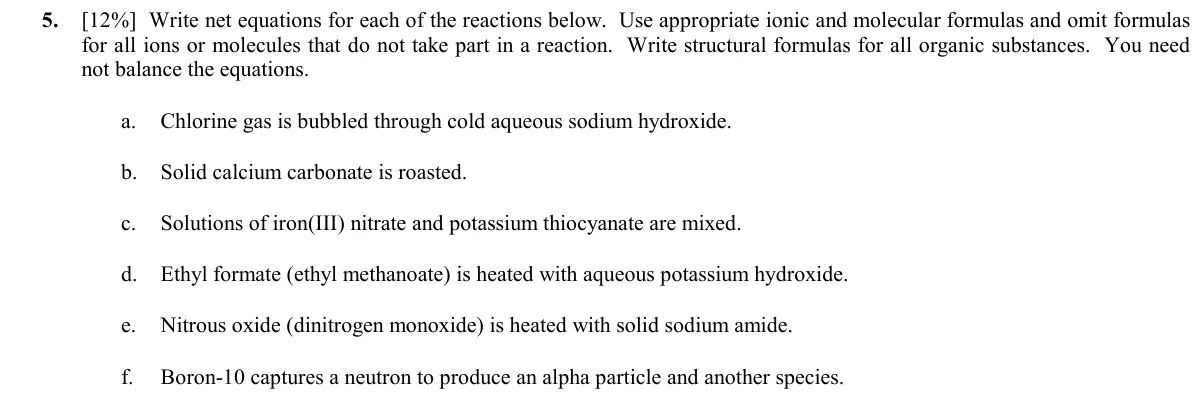 5. [12%] Write net equations for each of the reactions below. Use appropriate ionic and molecular formulas and omit formulas
for all ions or molecules that do not take part in a reaction. Write structural formulas for all organic substances. You need
not balance the equations.
a. Chlorine gas is bubbled through cold aqueous sodium hydroxide.
b. Solid calcium carbonate is roasted.
c. Solutions of iron(III) nitrate and potassium thiocyanate are mixed.
d. Ethyl formate (ethyl methanoate) is heated with aqueous potassium hydroxide.
e. Nitrous oxide (dinitrogen monoxide) is heated with solid sodium amide.
f. Boron-10 captures a neutron to produce an alpha particle and another species.